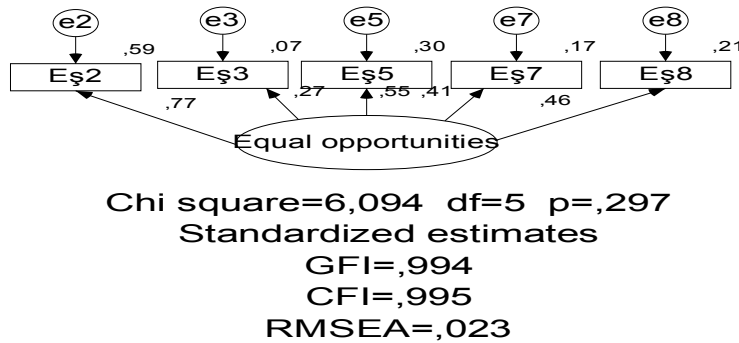 e2 e3 e5 e7 e8
,59 ,07 ,30 ,17 ,21
Eş2 Eş3 Eş5 Eş7 Eş8
,77 ,27 ,55 ,41 ,46
Equal opportunities
Chi square=6,094 df=5 p=,297
Standardized estimates
GFI=,994
CFI=,995
RMSEA=,023